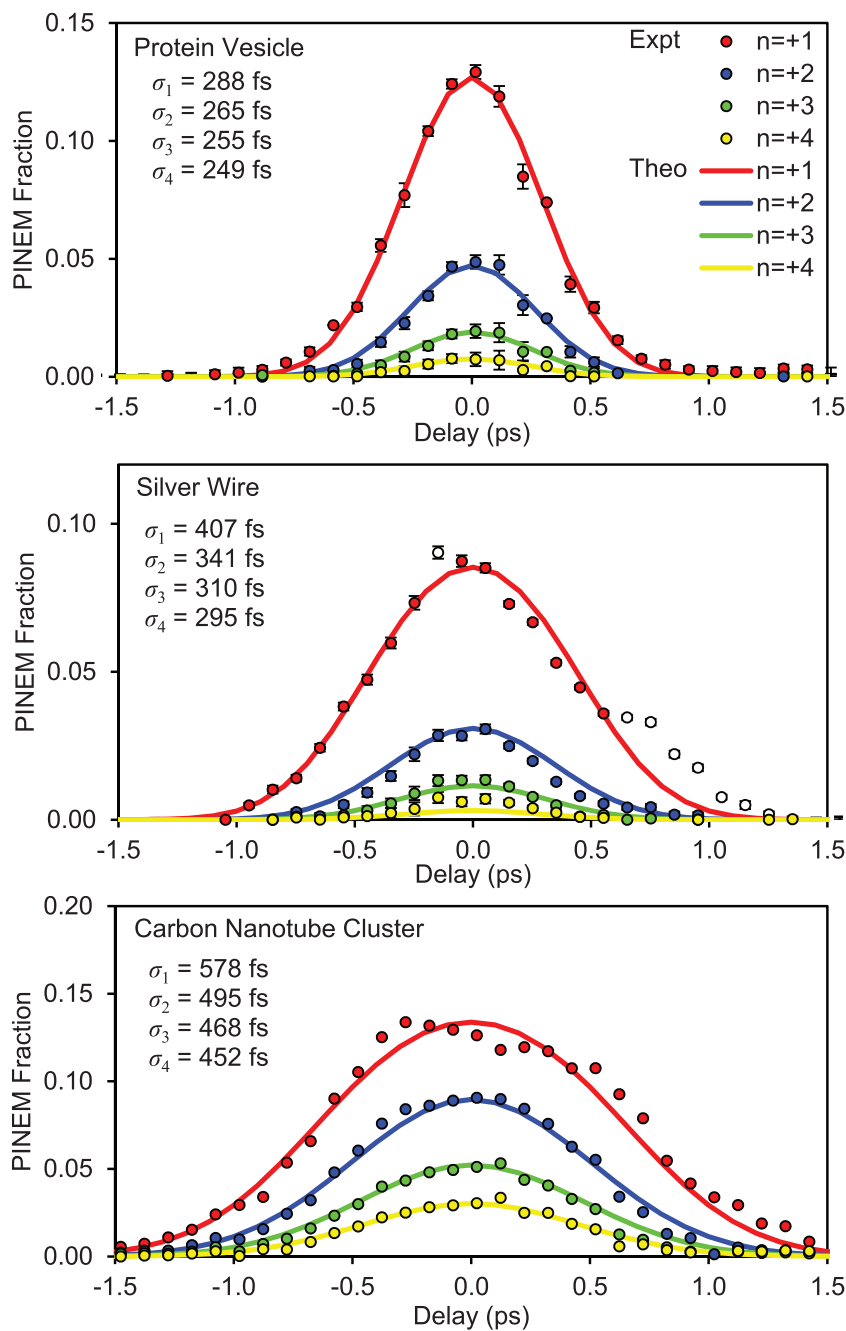 0.15
Protein Vesicle
σ1 = 288 fs
σ2 = 265 fs
σ3 = 255 fs
σ4 = 249 fs
Expt
n=+1
n=+2
n=+3
n=+4
Theo
n=+1
n=+2
n=+3
n=+4
0.10
0.05
0.00
PINEM Fraction
-1.5 -1.0 -0.5 0.0 0.5 1.0 1.5
Delay (ps)
Silver Wire
σ1 = 407 fs
σ2 = 341 fs
σ3 = 310 fs
σ4 = 295 fs
0.10
0.05
0.00
PINEM Fraction
-1.5 -1.0 -0.5 0.0 0.5 1.0 1.5
Delay (ps)
0.20
Carbon Nanotube Cluster
σ1 = 578 fs
σ2 = 495 fs
σ3 = 468 fs
σ4 = 452 fs
0.15
0.10
0.05
0.00
PINEM Fraction
-1.5 -1.0 -0.5 0.0 0.5 1.0 1.5
Delay (ps)